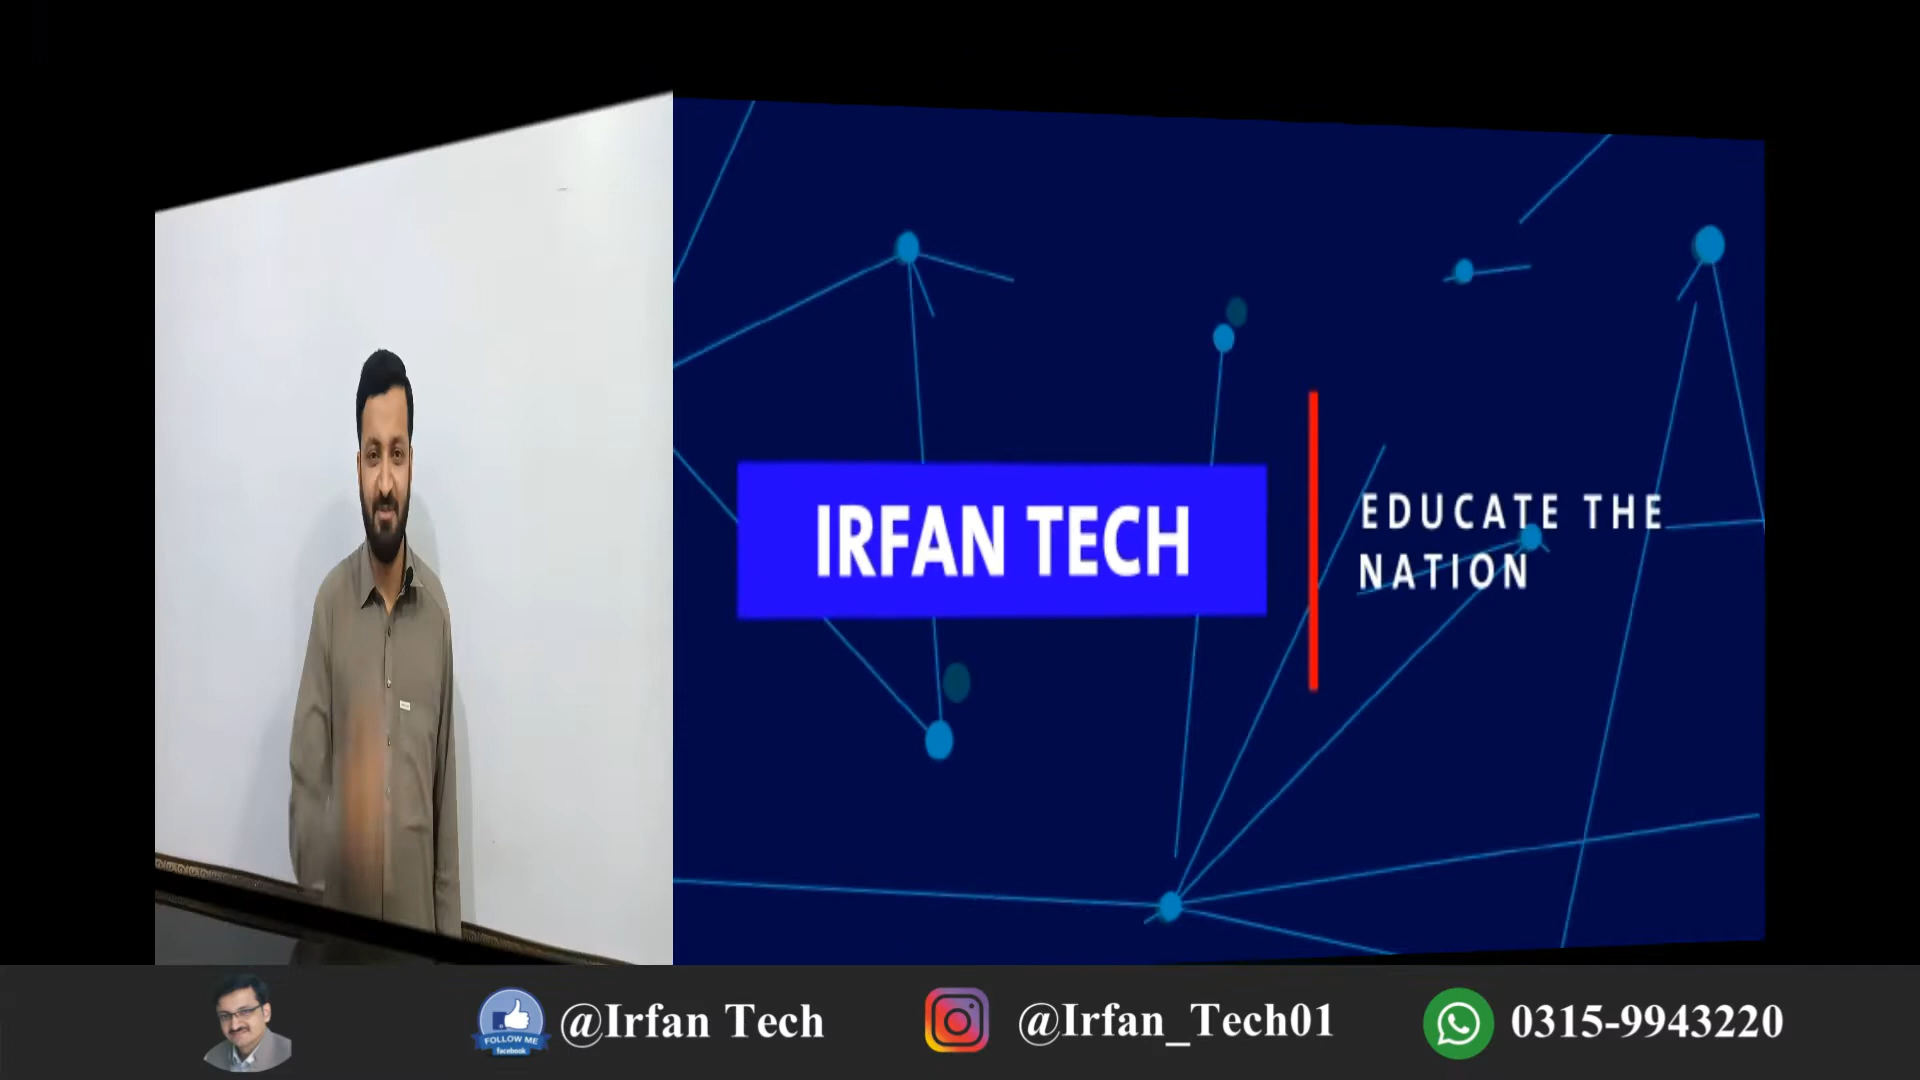 IRFAN TECH
EDUCATE THE
NATION
FOLLOW ME
facebook
@Irfan Tech
@Irfan_Tech01
0315-9943220